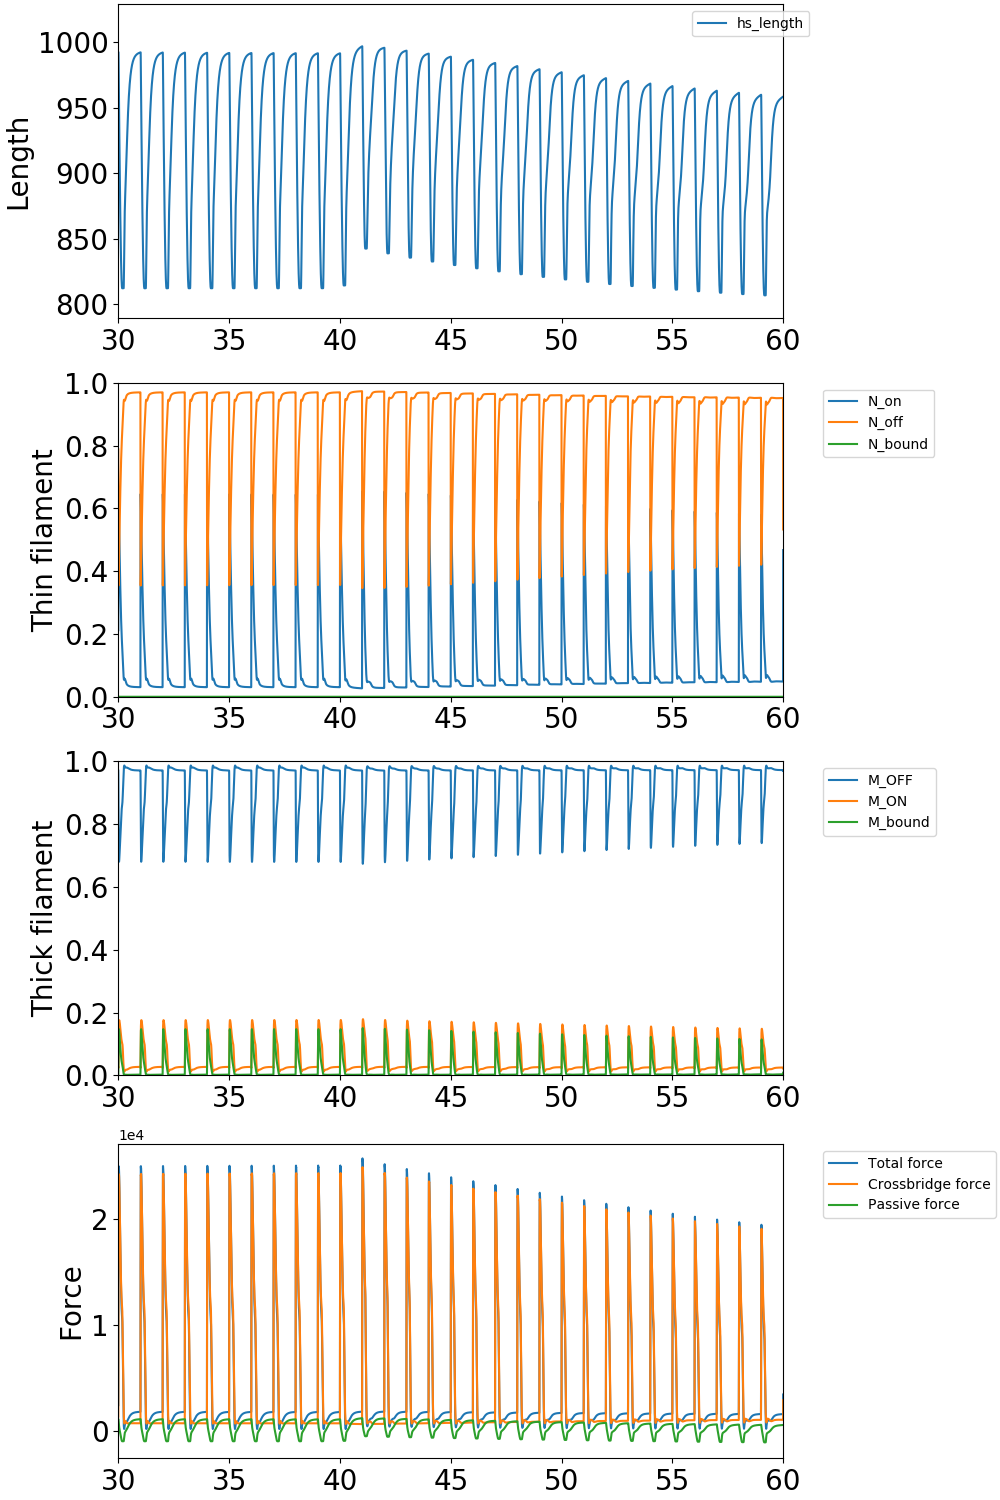 hs_length
Length
1000
950
900
850
800
30 35 40 45 50 55 60
N_on
N_off
N_bound
Thin filament
1.0
0.8
0.6
0.4
0.2
0.0
30 35 40 45 50 55 60
M_OFF
M_ON
M_bound
Thick filament
1.0
0.8
0.6
0.4
0.2
0.0
30 35 40 45 50 55 60
1e4
Total force
Crossbridge force
Passive force
Force
2
1
0
30 35 40 45 50 55 60